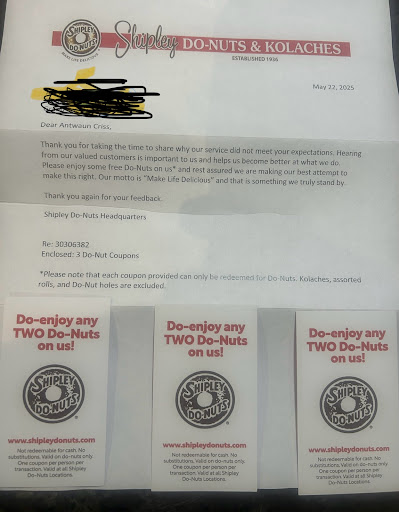 SHIPLEY
DO-NUTS
MAKE LIFE DELICIOUS
Shipley DO-NUTS & KOLACHES
ESTABLISHED 1936
May 22, 2025
Dear Antwaun Criss,
Thank you for taking the time to share why our service did not meet your expectations. Hearing
from our valued customers is important to us and helps us become better at what we do.
Please enjoy some free Do-Nuts on us* and rest assured we are making our best attempt to
make this right. Our motto is "Make Life Delicious" and that is something we truly stand by.
Thank you again for your feedback.
Shipley Do-Nuts Headquarters
Re: 30306382
Enclosed: 3 Do-Nut Coupons
*Please note that each coupon provided can only be redeemed for Do-Nuts. Kolaches, assorted
rolls, and Do-Nut holes are excluded.
Do-enjoy any
TWO Do-Nuts
on us!
SHIPLEY
DO-NUTS
www.shipleydonuts.com
Not redeemable for cash. No
substitutions. Valid on do-nuts only.
One coupon per person per
transaction. Valid at all Shipley
Do-Nuts Locations.
Do-enjoy any
TWO Do-Nuts
on us!
SHIPLEY
DO-NUTS
www.shipleydonuts.com
Not redeemable for cash. No
substitutions. Valid on do-nuts only.
One coupon per person per
transaction. Valid at all Shipley
Do-Nuts Locations.
Do-enjoy any
TWO Do-Nuts
on us!
SHIPLEY
DO-NUTS
www.shipleydonuts.com
Not redeemable for cash. No
substitutions. Valid on do-nuts only.
One coupon per person per
transaction. Valid at all Shipley
Do-Nuts Locations.